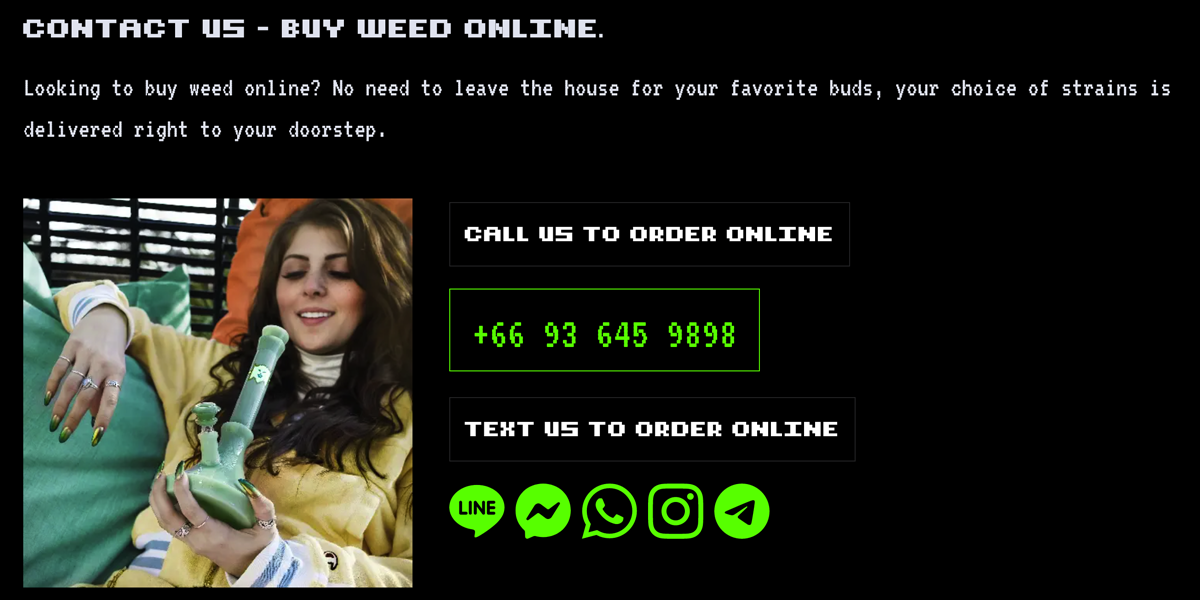 CONTACT US - BUY WEED ONLINE.
Looking to buy weed online? No need to leave the house for your favorite buds, your choice of strains is
delivered right to your doorstep.
CALL US TO ORDER ONLINE
+66 93 645 9898
TEXT US TO ORDER ONLINE
LINE